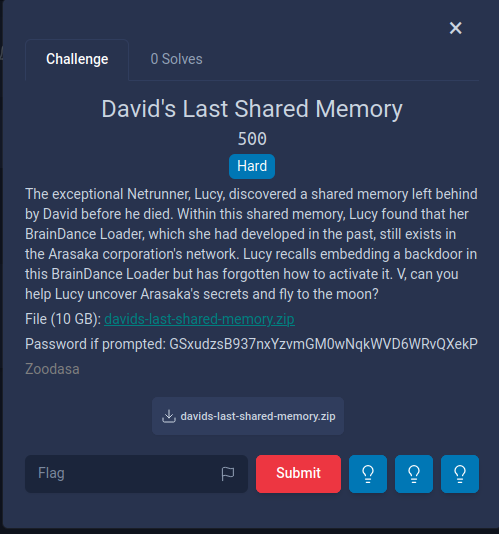 ×
Challenge 0 Solves
David's Last Shared Memory
500
Hard
The exceptional Netrunner, Lucy, discovered a shared memory left behind
by David before he died. Within this shared memory, Lucy found that her
BrainDance Loader, which she had developed in the past, still exists in
the Arasaka corporation's network. Lucy recalls embedding a backdoor in
this BrainDance Loader but has forgotten how to activate it. V, can you
help Lucy uncover Arasaka's secrets and fly to the moon?
File (10 GB): davids-last-shared-memory.zip
Password if prompted: GSxudzsB937nxYzvmGM0wNqkWVD6WRvQXekP
Zoodasa
davids-last-shared-memory.zip
Flag Submit